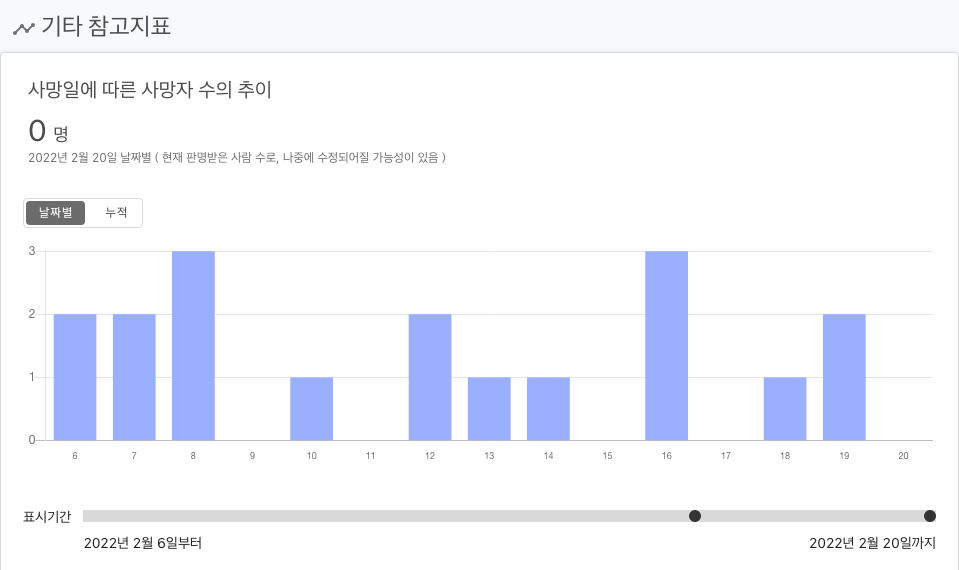 기타 참고지표
사망일에 따른 사망자 수의 추이
0 명
2022년 2월 20일 날짜별 ( 현재 판명받은 사람 수로, 나중에 수정되어질 가능성이 있음 )
날짜별 누적
3
2
1
0
6 7 8 9 10 11 12 13 14 15 16 17 18 19 20
표시기간
2022년 2월 6일부터 2022년 2월 20일까지